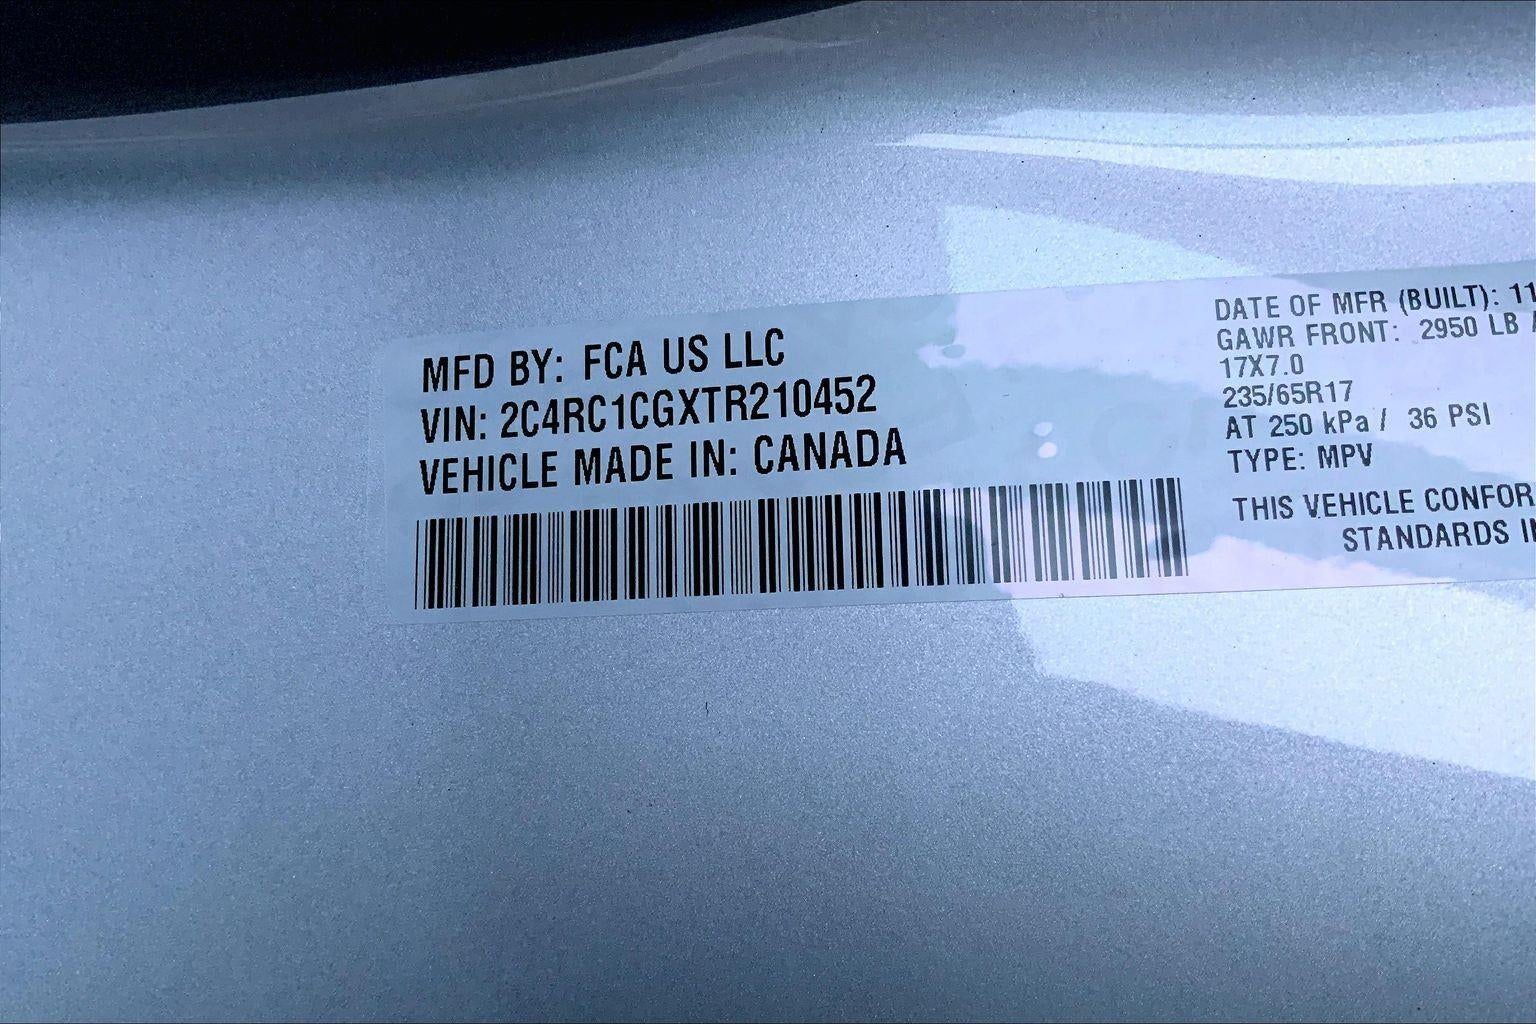 MFD BY: FCA US LLC
VIN: 2C4RC1CGXTR210452
VEHICLE MADE IN: CANADA
DATE OF MFR (BUILT): 11
GAWR FRONT: 2950 LB
17X7.0
235/65R17
AT 250 kPa / 36 PSI
TYPE: MPV
THIS VEHICLE CONFOR
STANDARDS